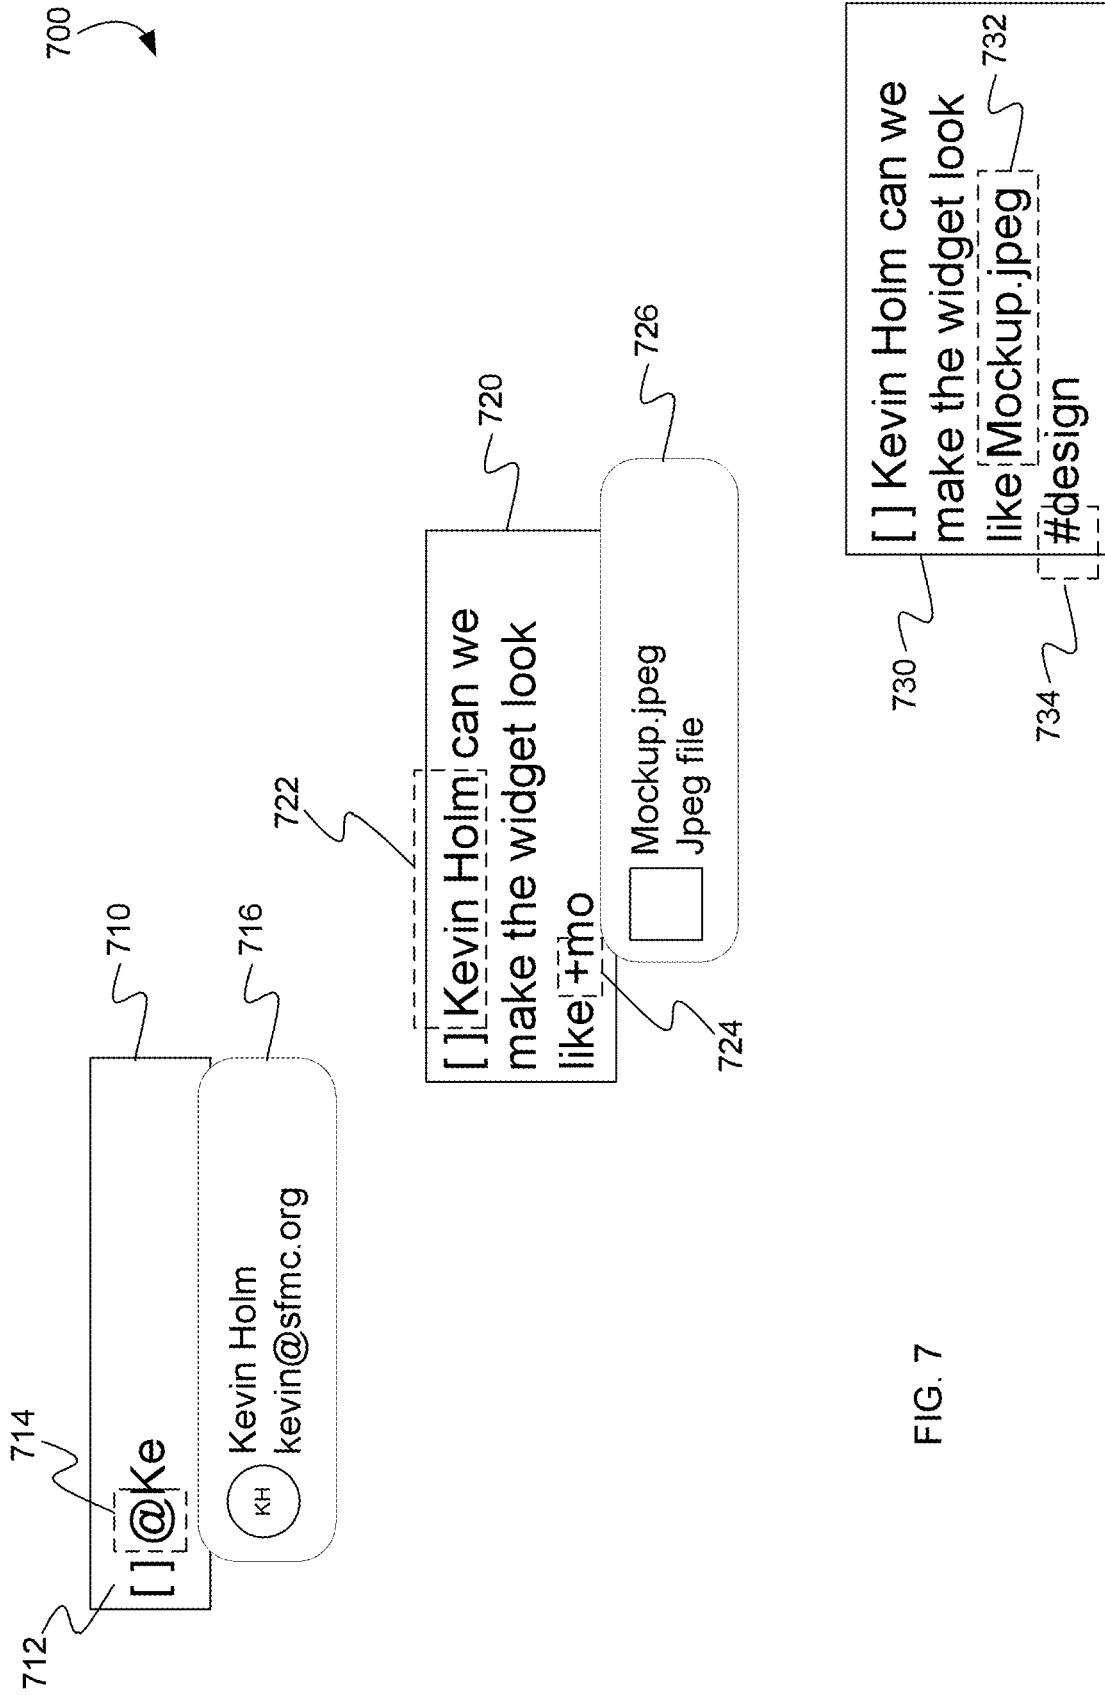 700
714
712
[ ] @Ke
710
KH
Kevin Holm
kevin@sfmc.org
716
722
[ ] Kevin Holm can we
make the widget look
like +mo
720
724
Mockup.jpeg
Jpeg file
726
730
[ ] Kevin Holm can we
make the widget look
like Mockup.jpeg
#design
732
734
FIG. 7